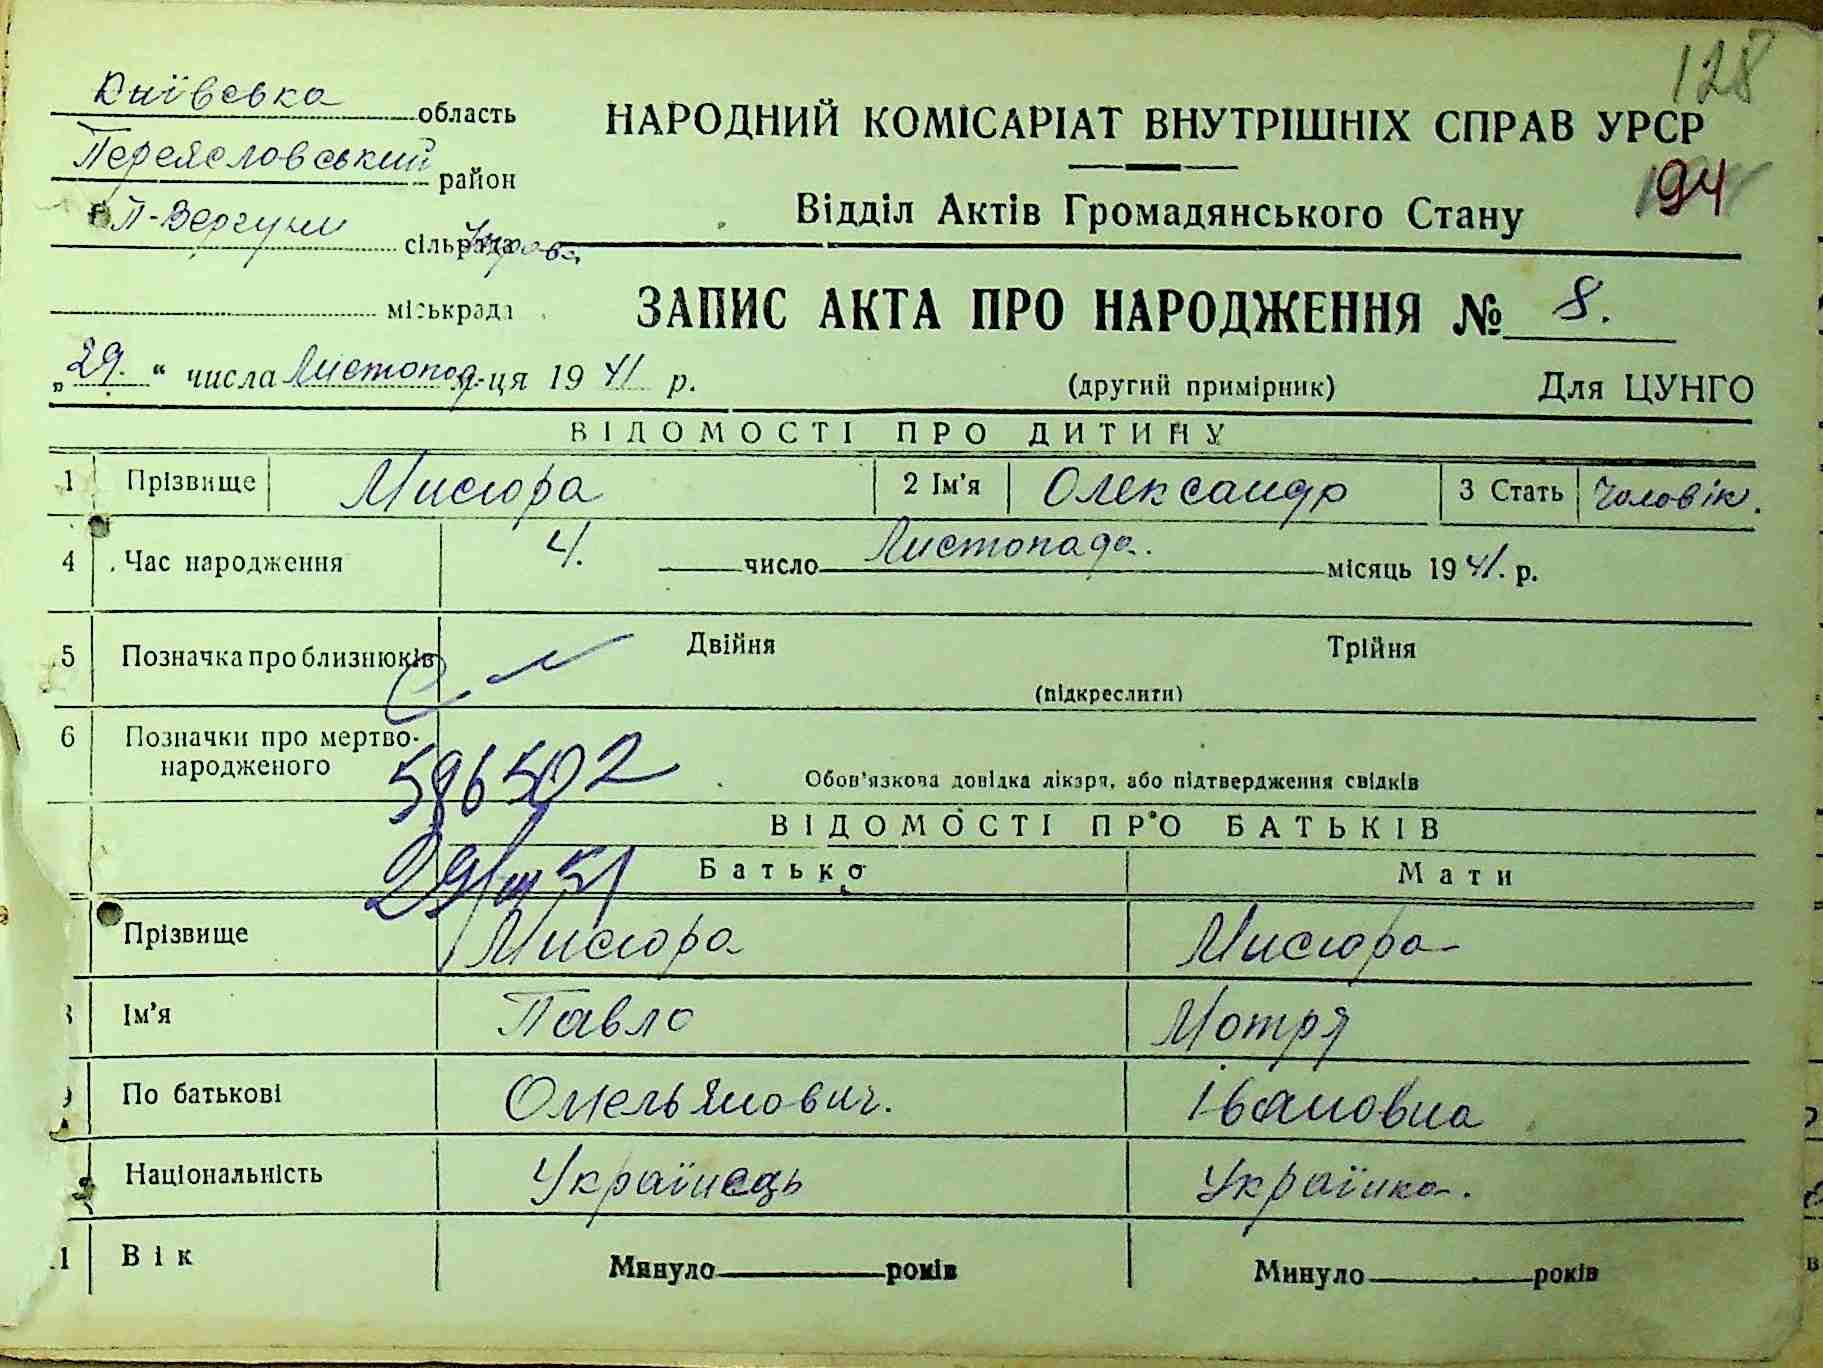 128
Київська область
Переясловський район
П-Вергуни сільрада
міськрада
НАРОДНИЙ КОМІСАРІАТ ВНУТРІШНІХ СПРАВ УРСР
194
Відділ Актів Громадянського Стану
ЗАПИС АКТА ПРО НАРОДЖЕННЯ № 8.
„29.“ числа Листопад м-ця 1941 р.
(другий примірник) Для ЦУНГО
ВІДОМОСТІ ПРО ДИТИНУ
1 Прізвище Мисюра 2 Ім'я Олександр 3 Стать Чоловік.
4 Час народження 4. число Листопада. місяць 1941. р.
5 Позначка про близнюків Двійня Трійня
(підкреслити)
6 Позначки про мертво-
народженого
596502
Обов'язкова довідка лікаря, або підтвердження свідків
ВІДОМОСТІ ПРО БАТЬКІВ
Батько Мати
Прізвище Мисюра Мисюра
Ім'я Павло Мотря
По батькові Омельянович. Івановна
Національність Українець Українка.
Вік Минуло років Минуло років